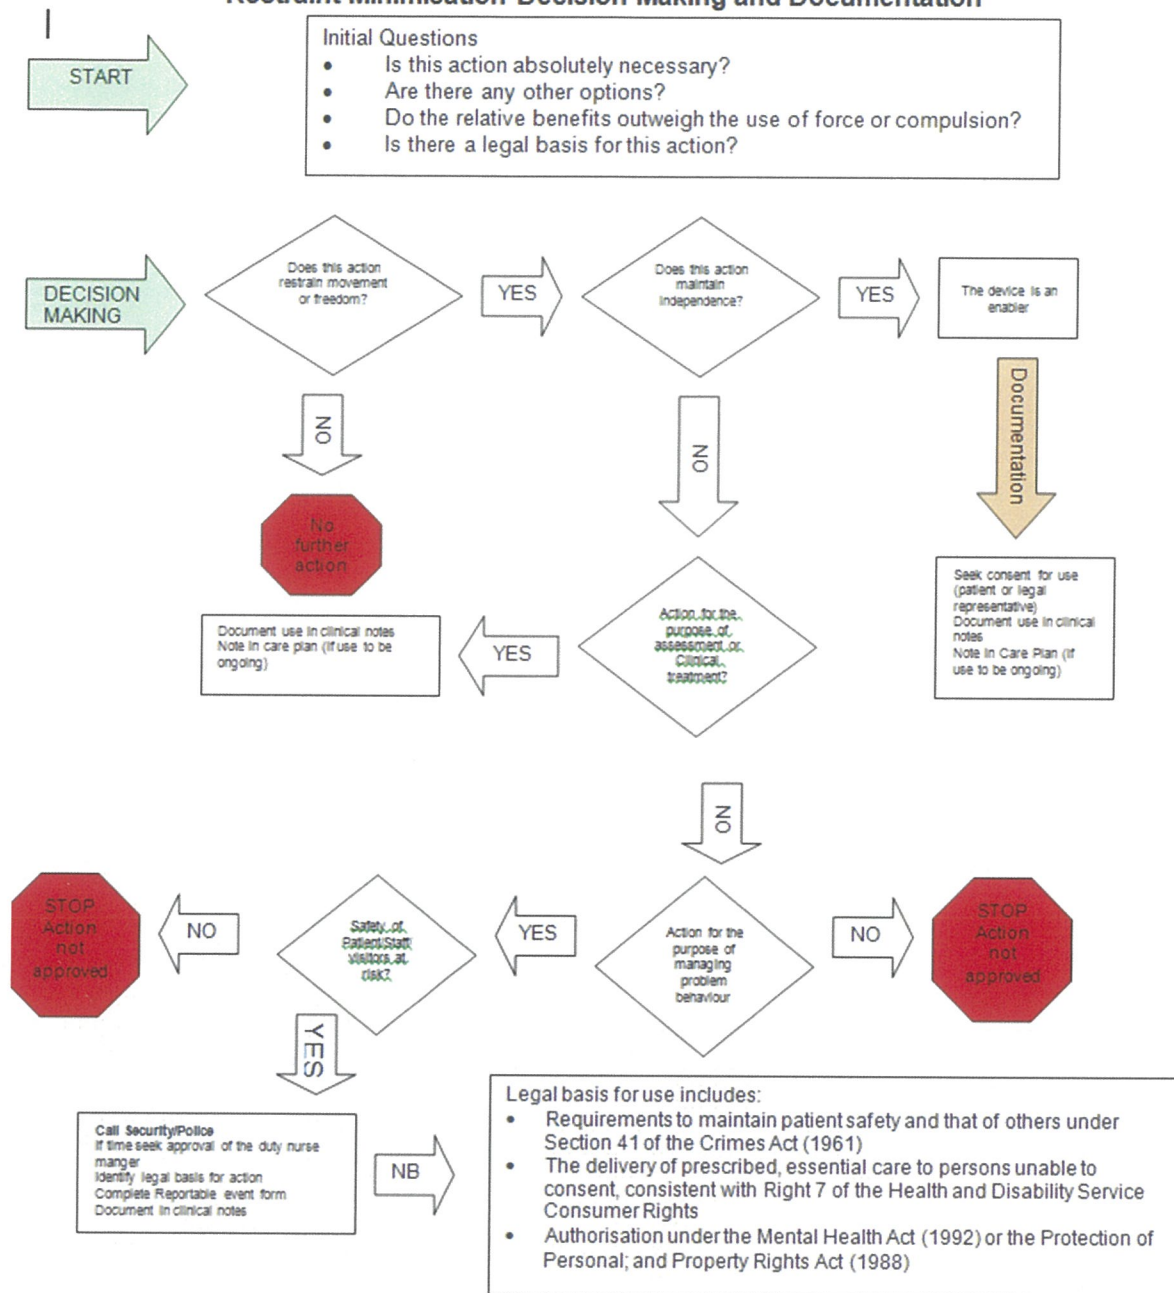 Restraint Minimisation Decision Making and Documentation
START
Initial Questions
• Is this action absolutely necessary?
• Are there any other options?
• Do the relative benefits outweigh the use of force or compulsion?
• Is there a legal basis for this action?
DECISION
MAKING
Does this action
restrain movement
or freedom?
YES
Does this action
maintain
independence?
YES
The device is an
enabler
NO
NO
Documentation
No
further
action
Document use in clinical notes
Note in care plan (if use to be
ongoing)
YES
Action for the
purpose of
assessment or
Clinical
treatment?
Seek consent for use
(patient or legal
representative)
Document use in clinical
notes
Note in Care Plan (if
use to be ongoing)
NO
STOP
Action
not
approved
NO
Safety of
Patient/Staff/
visitors at
risk?
YES
Action for the
purpose of
managing
problem
behaviour
NO
STOP
Action
not
approved
YES
Call Security/Police
If time seek approval of the duty nurse
manger
Identify legal basis for action
Complete Reportable event form
Document in clinical notes
NB
Legal basis for use includes:
• Requirements to maintain patient safety and that of others under
Section 41 of the Crimes Act (1961)
• The delivery of prescribed, essential care to persons unable to
consent, consistent with Right 7 of the Health and Disability Service
Consumer Rights
• Authorisation under the Mental Health Act (1992) or the Protection of
Personal; and Property Rights Act (1988)